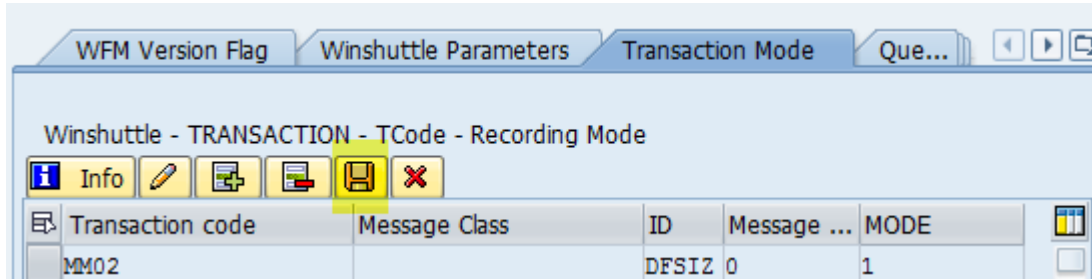 WFM Version Flag Winshuttle Parameters Transaction Mode Que...
Winshuttle - TRANSACTION - TCode - Recording Mode
Info
Transaction code Message Class ID Message ... MODE
MM02 DFSIZ 0 1